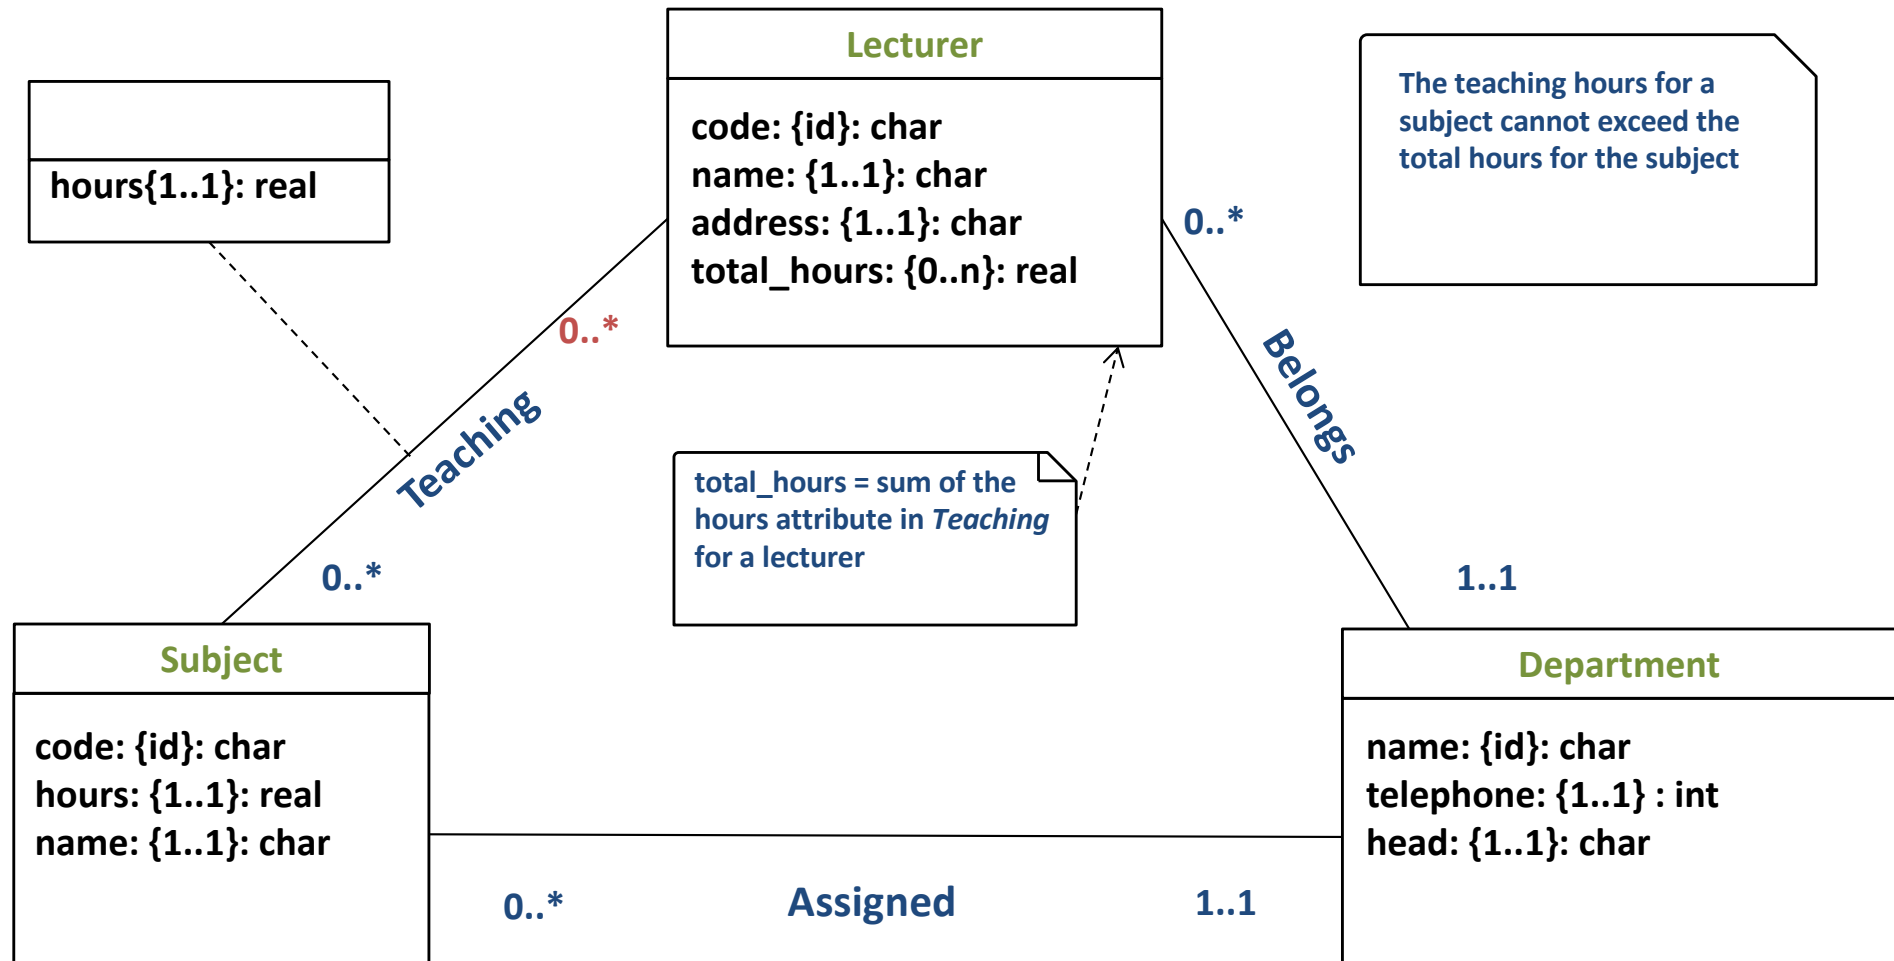 Lecturer
code: {id}: char
name: {1..1}: char
address: {1..1}: char
total_hours: {0..n}: real
hours{1..1}: real
The teaching hours for a
subject cannot exceed the
total hours for the subject
0..*
0..*
Teaching
0..*
Belongs
1..1
total_hours = sum of the
hours attribute in Teaching
for a lecturer
Subject
code: {id}: char
hours: {1..1}: real
name: {1..1}: char
Department
name: {id}: char
telephone: {1..1} : int
head: {1..1}: char
0..*
Assigned
1..1